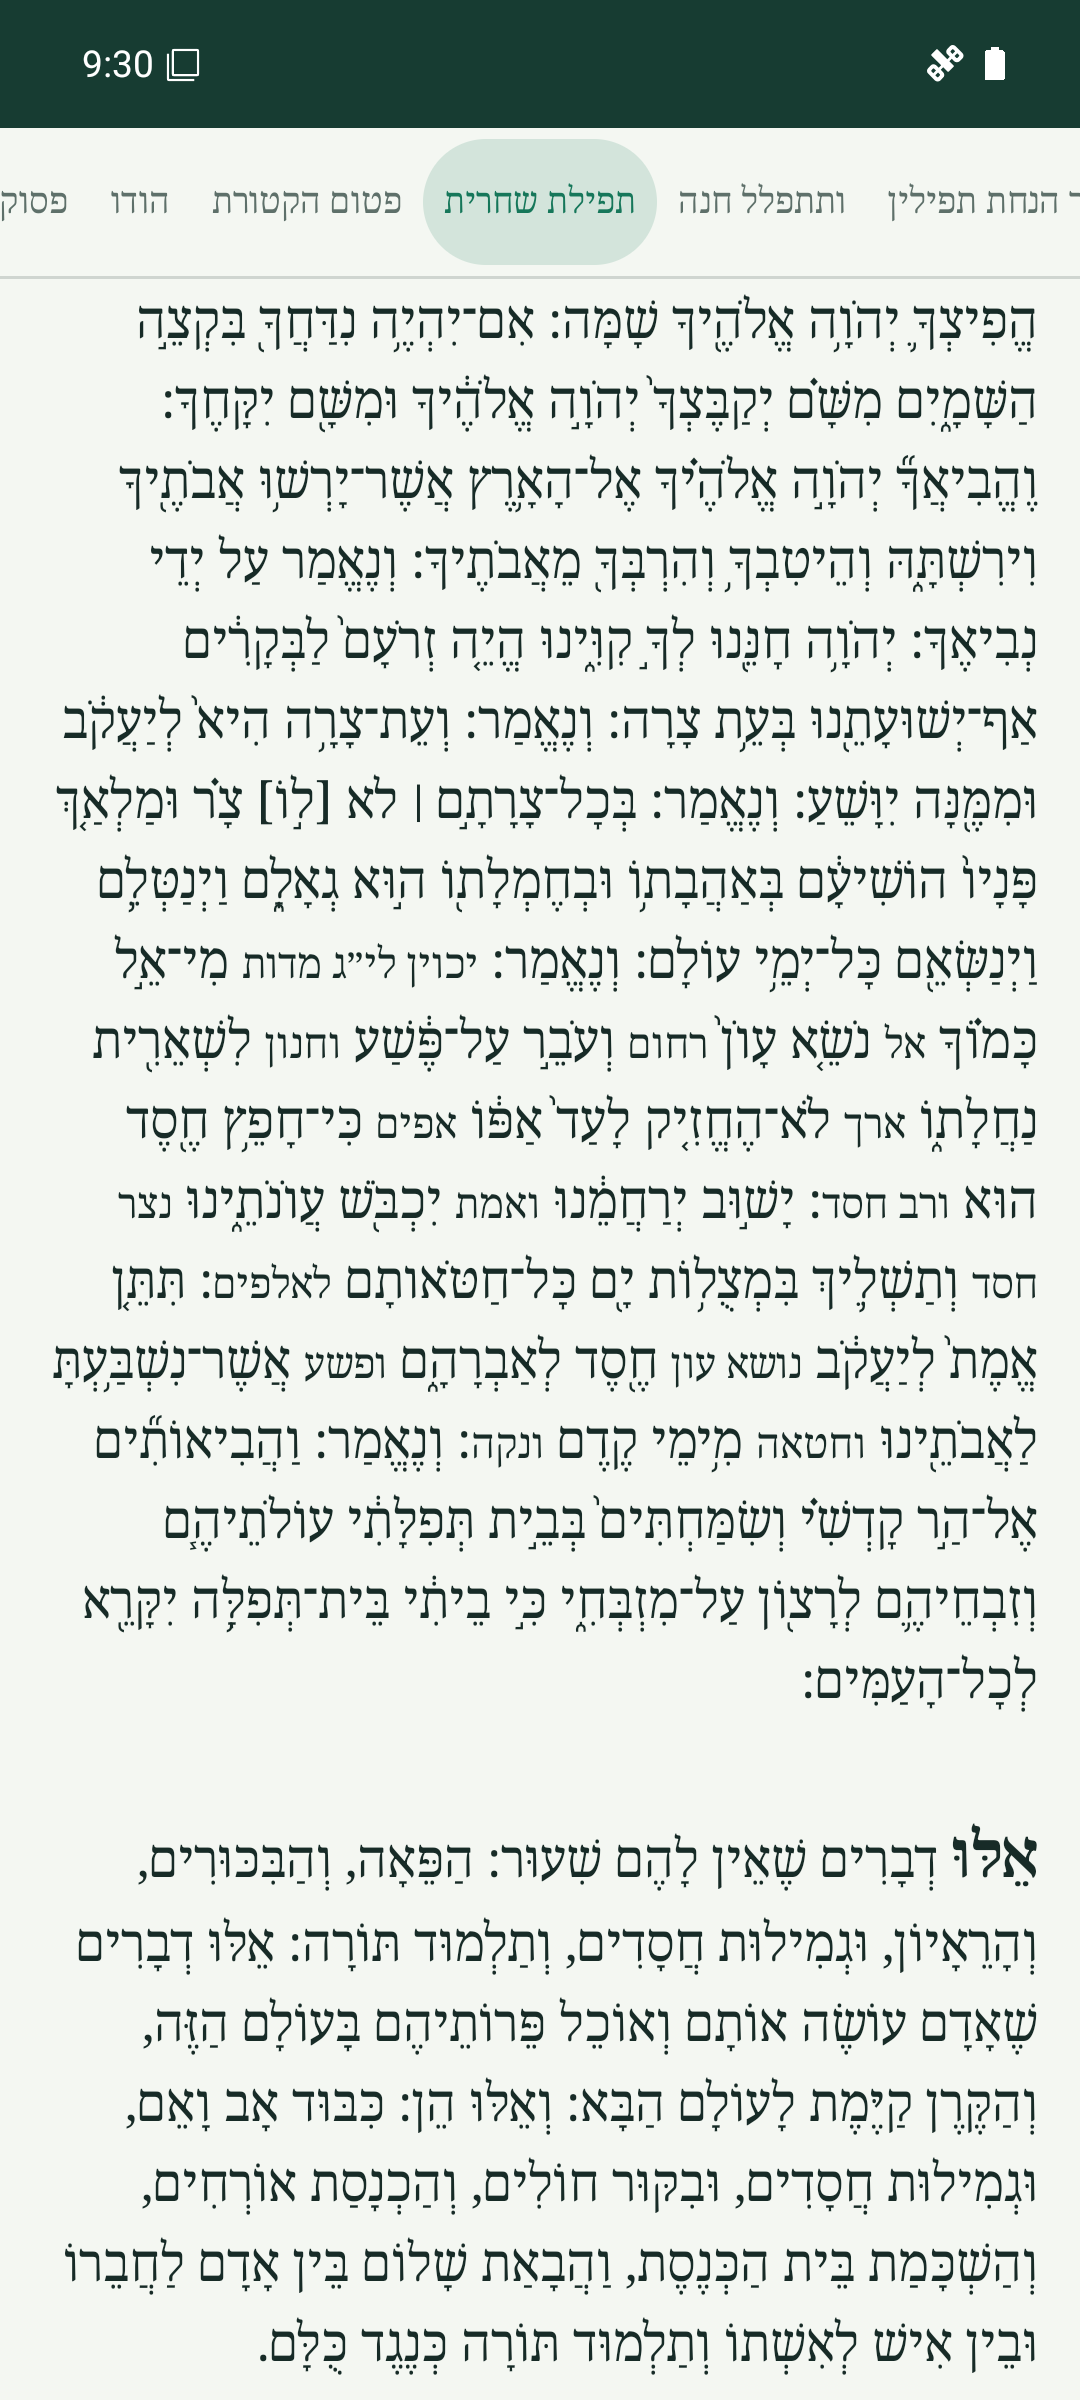 9:30
ר הנחת תפילין ותתפלל חנה תפילת שחרית פטום הקטורת הודו פסוק
הֱפִיצְךָ֛ יְהֹוָ֥ה אֱלֹהֶ֖יךָ שָׁמָּה: אִם־יִהְיֶ֥ה נִדַּחֲךָ֖ בִּקְצֵ֣ה
הַשָּׁמָ֑יִם מִשָּׁ֗ם יְקַבֶּצְךָ֙ יְהֹוָ֣ה אֱלֹהֶ֔יךָ וּמִשָּׁ֖ם יִקָּחֶךָ:
וֶהֱבִיאֲךָ֞ יְהֹוָ֣ה אֱלֹהֶ֗יךָ אֶל־הָאָ֛רֶץ אֲשֶׁר־יָרְשׁ֥וּ אֲבֹתֶ֖יךָ
וִירִשְׁתָּ֑הּ וְהֵיטִבְךָ֥ וְהִרְבְּךָ֖ מֵאֲבֹתֶיךָ: וְנֶאֱמַר עַל יְדֵי
נְבִיאֶךָ: יְהֹוָ֥ה חׇנֵּ֖נוּ לְךָ֣ קִוִּ֑ינוּ הֱיֵ֤ה זְרֹעָם֙ לַבְּקָרִ֔ים
אַף־יְשׁוּעָתֵ֖נוּ בְּעֵ֥ת צָרָה: וְנֶאֱמַר: וְעֵת־צָרָ֥ה הִיא֙ לְיַֽעֲקֹ֔ב
וּמִמֶּ֖נָּה יִוָּשֵׁעַ: וְנֶאֱמַר: בְּכׇל־צָרָתָ֣ם | לא [ל֣וֹ] צָ֗ר וּמַלְאַ֤ךְ
פָּנָיו֙ הוֹשִׁיעָ֔ם בְּאַהֲבָת֥וֹ וּבְחֶמְלָת֖וֹ ה֣וּא גְאָלָ֑ם וַֽיְנַטְּלֵ֥ם
וַֽיְנַשְּׂאֵ֖ם כׇּל־יְמֵ֥י עוֹלָם: וְנֶאֱמַר: יכוין לי״ג מדות מִי־אֵ֣ל
כָּמ֗וֹךָ אל נֹשֵׂ֤א עָוֺן֙ רחום וְעֹבֵ֣ר עַל־פֶּ֔שַׁע וחנון לִשְׁאֵרִ֖ית
נַחֲלָת֑וֹ ארך לֹא־הֶחֱזִ֤יק לָעַד֙ אַפּ֔וֹ אפים כִּי־חָפֵ֥ץ חֶ֖סֶד
הוּא ורב חסד: יָשׁ֣וּב יְרַחֲמֵ֔נוּ ואמת יִכְבֹּ֖שׁ עֲוֺנֹתֵ֑ינוּ נצר
חסד וְתַשְׁלִ֛יךְ בִּמְצֻל֥וֹת יָ֖ם כׇּל־חַטֹּאותָם לאלפים: תִּתֵּ֤ן
אֱמֶת֙ לְיַֽעֲקֹ֔ב נושא עון חֶ֖סֶד לְאַבְרָהָ֑ם ופשע אֲשֶׁר־נִשְׁבַּ֥עְתָּ
לַאֲבֹתֵ֖ינוּ וחטאה מִ֥ימֵי קֶדֶם ונקה: וְנֶאֱמַר: וַהֲבִיאוֹתִ֞ים
אֶל־הַ֣ר קׇדְשִׁ֗י וְשִׂמַּחְתִּים֙ בְּבֵ֣ית תְּפִלָּתִ֔י עוֹלֹתֵיהֶ֧ם
וְזִבְחֵיהֶ֛ם לְרָצ֖וֹן עַל־מִזְבְּחִ֑י כִּ֣י בֵיתִ֔י בֵּית־תְּפִלָּ֥ה יִקָּרֵ֖א
לְכׇל־הָעַמִּים:
אֵלּוּ דְבָרִים שֶׁאֵין לָהֶם שִׁעוּר: הַפֵּאָה, וְהַבִּכּוּרִים,
וְהָרֵאָיוֹן, וּגְמִילוּת חֲסָדִים, וְתַלְמוּד תּוֹרָה: אֵלּוּ דְבָרִים
שֶׁאָדָם עוֹשֶׂה אוֹתָם וְאוֹכֵל פֵּרוֹתֵיהֶם בָּעוֹלָם הַזֶּה,
וְהַקֶּרֶן קַיֶּמֶת לָעוֹלָם הַבָּא: וְאֵלּוּ הֵן: כִּבּוּד אָב וָאֵם,
וּגְמִילוּת חֲסָדִים, וּבִקּוּר חוֹלִים, וְהַכְנָסַת אוֹרְחִים,
וְהַשְׁכָּמַת בֵּית הַכְּנֶסֶת, וַהֲבָאַת שָׁלוֹם בֵּין אָדָם לַחֲבֵרוֹ
וּבֵין אִישׁ לְאִשְׁתּוֹ וְתַלְמוּד תּוֹרָה כְּנֶגֶד כֻּלָּם.